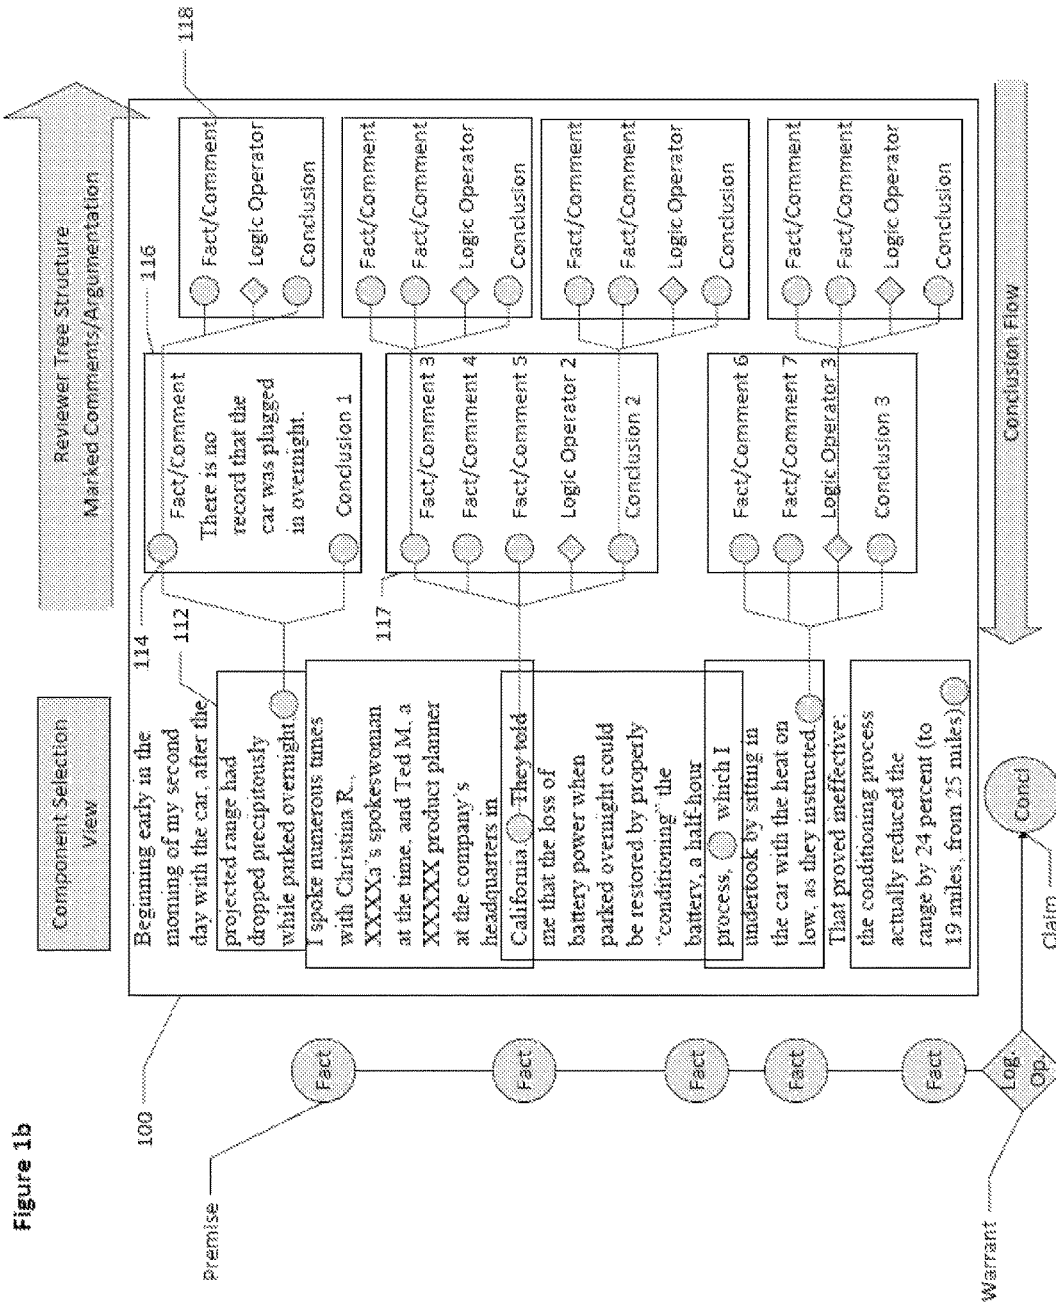 Figure 1b
Component Selection
View
Reviewer Tree Structure
Marked Comments/Argumentation
100
112
114
116
118
Premise
Fact
Fact
Fact
Fact
Fact
Log.
Op.
Warrant
Concl
Claim
Beginning early in the
morning of my second
day with the car, after the
projected range had
dropped precipitously
while parked overnight
I spoke numerous times
with Christina R.,
XXXXa's spokeswoman
at the time, and Ted M. a
XXXXX product planner
at the company's
headquarters in
California They told
me that the loss of
battery power when
parked overnight could
be restored by properly
"conditioning" the
battery, a half-hour
process, which I
undertook by sitting in
the car with the heat on
low, as they instructed
That proved ineffective:
the conditioning process
actually reduced the
range by 24 percent (to
19 miles, from 25 miles)
Fact/Comment
There is no
record that the
car was plugged
in overnight.
Conclusion 1
117
Fact/Comment 3
Fact/Comment 4
Fact/Comment 5
Logic Operator 2
Conclusion 2
Fact/Comment 6
Fact/Comment 7
Logic Operator 3
Conclusion 3
Fact/Comment
Logic Operator
Conclusion
Fact/Comment
Fact/Comment
Logic Operator
Conclusion
Fact/Comment
Fact/Comment
Logic Operator
Conclusion
Fact/Comment
Fact/Comment
Logic Operator
Conclusion
Conclusion Flow